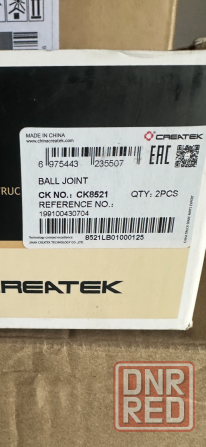 MADE IN CHINA
www.chinacreatek.com
CREATEK
6 975443 235507
EAC
BALL JOINT
CK NO.: CK8521
QTY: 2PCS
REFERENCE NO.:
199100430704
8521LB01000125
TRUC
CREATEK
DNR
RED